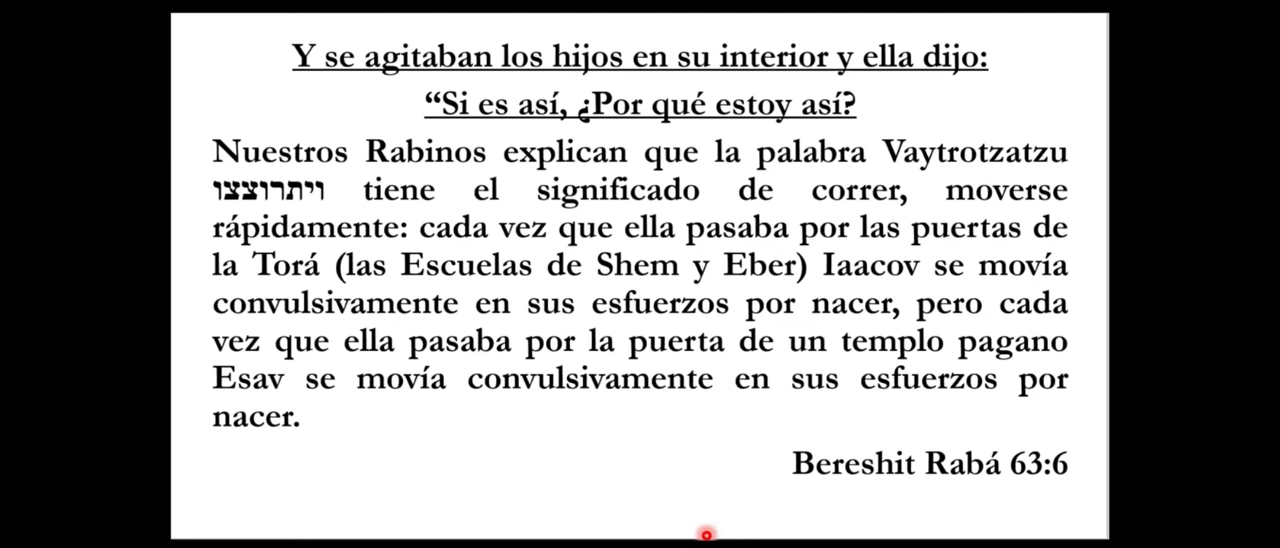 Y se agitaban los hijos en su interior y ella dijo:
“Si es así, ¿Por qué estoy así?
Nuestros Rabinos explican que la palabra Vaytrotzatzu
ויתרוצצו tiene el significado de correr, moverse
rápidamente: cada vez que ella pasaba por las puertas de
la Torá (las Escuelas de Shem y Eber) Iaacov se movía
convulsivamente en sus esfuerzos por nacer, pero cada
vez que ella pasaba por la puerta de un templo pagano
Esav se movía convulsivamente en sus esfuerzos por
nacer.
Bereshit Rabá 63:6